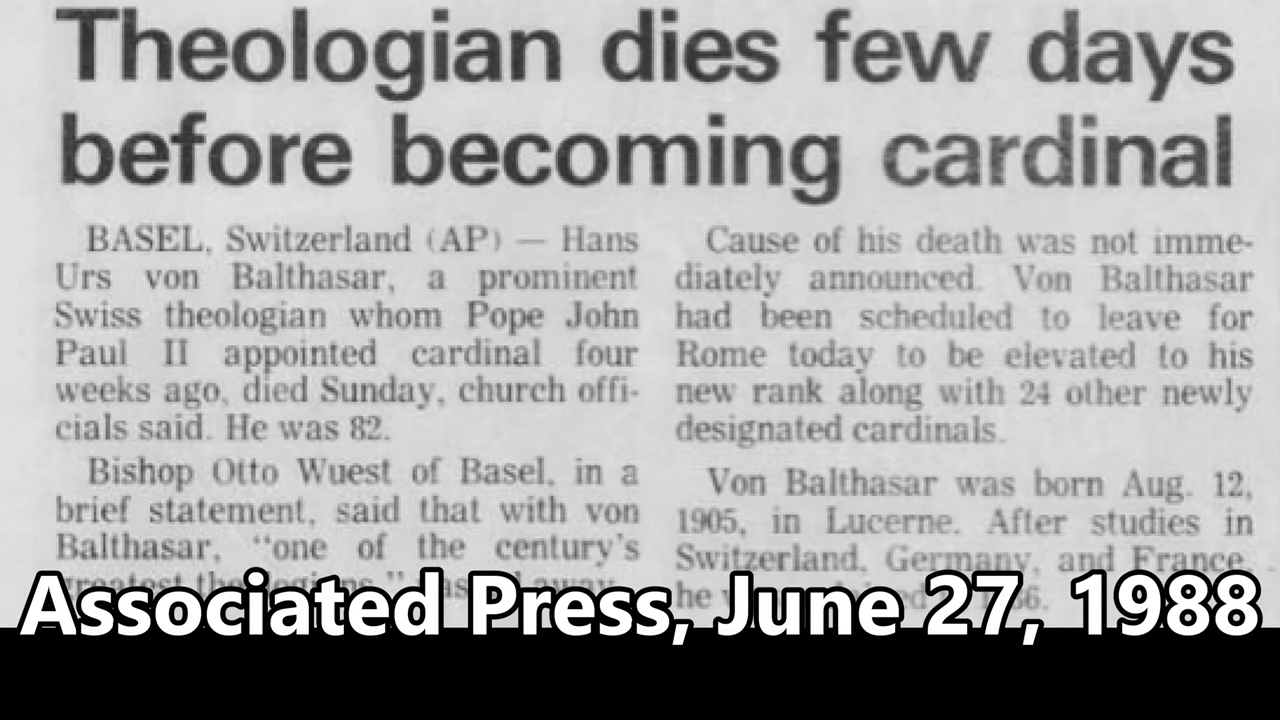 Theologian dies few days
before becoming cardinal
BASEL, Switzerland (AP) — Hans
Urs von Balthasar, a prominent
Swiss theologian whom Pope John
Paul II appointed cardinal four
weeks ago, died Sunday, church offi-
cials said. He was 82.
Bishop Otto Wuest of Basel, in a
brief statement, said that with von
Balthasar, “one of the century’s
greatest theologians,”
Cause of his death was not imme-
diately announced. Von Balthasar
had been scheduled to leave for
Rome today to be elevated to his
new rank along with 24 other newly
designated cardinals.
Von Balthasar was born Aug. 12,
1905, in Lucerne. After studies in
Switzerland, Germany, and France,
he
Associated Press, June 27, 1988